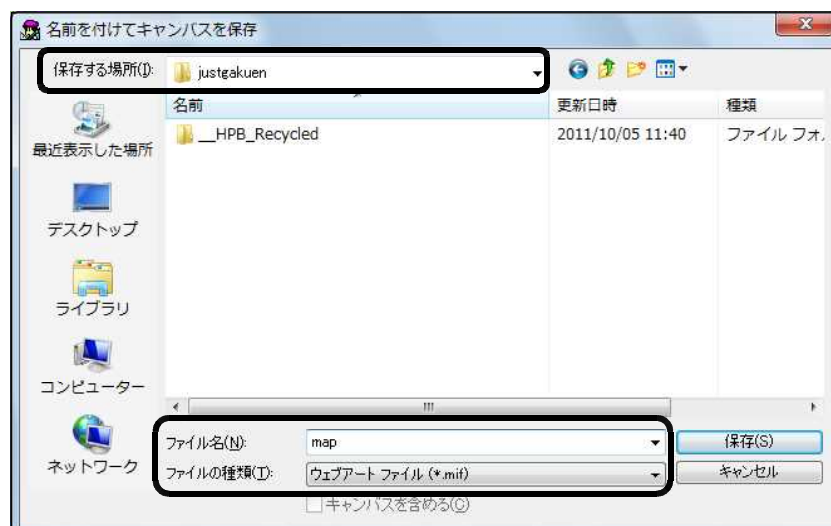 名前を付けてキャンバスを保存
保存する場所(I): justgakuen
名前 更新日時 種類
__HPB_Recycled 2011/10/05 11:40 ファイル フォ
最近表示した場所
デスクトップ
ライブラリ
コンピューター
ネットワーク
ファイル名(N): map 保存(S)
ファイルの種類(T): ウェブアート ファイル (*.mif) キャンセル
キャンバスを含める(C)